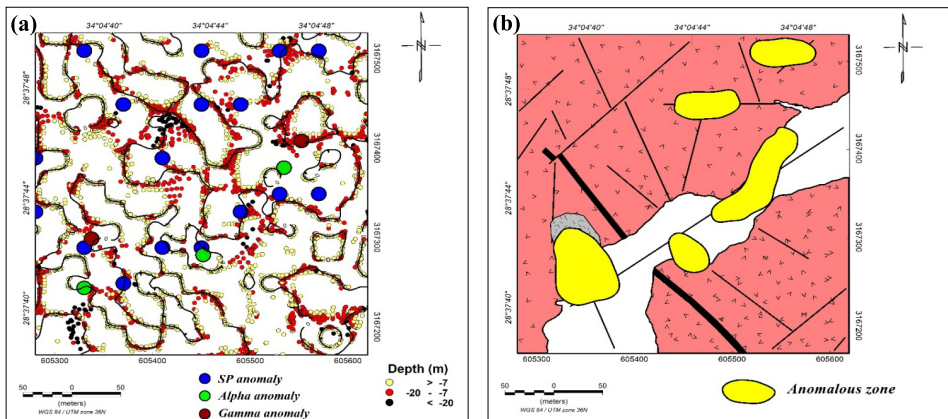 (a)
34°04'40" 34°04'44" 34°04'48"
N
28°37'48" 3167500
3167400
28°37'44"
3167300
28°37'40" 3167200
605300 605400 605500 605600
50 0 50
(meters)
WGS 84 / UTM zone 36N
SP anomaly
Alpha anomaly
Gamma anomaly
Depth (m)
> -7
-20 - -7
< -20
(b)
34°04'40" 34°04'44" 34°04'48"
N
28°37'48" 3167500
3167400
28°37'44"
3167300
28°37'40" 3167200
605300 605400 605500 605600
50 0 50
(meters)
WGS 84 / UTM zone 36N
Anomalous zone